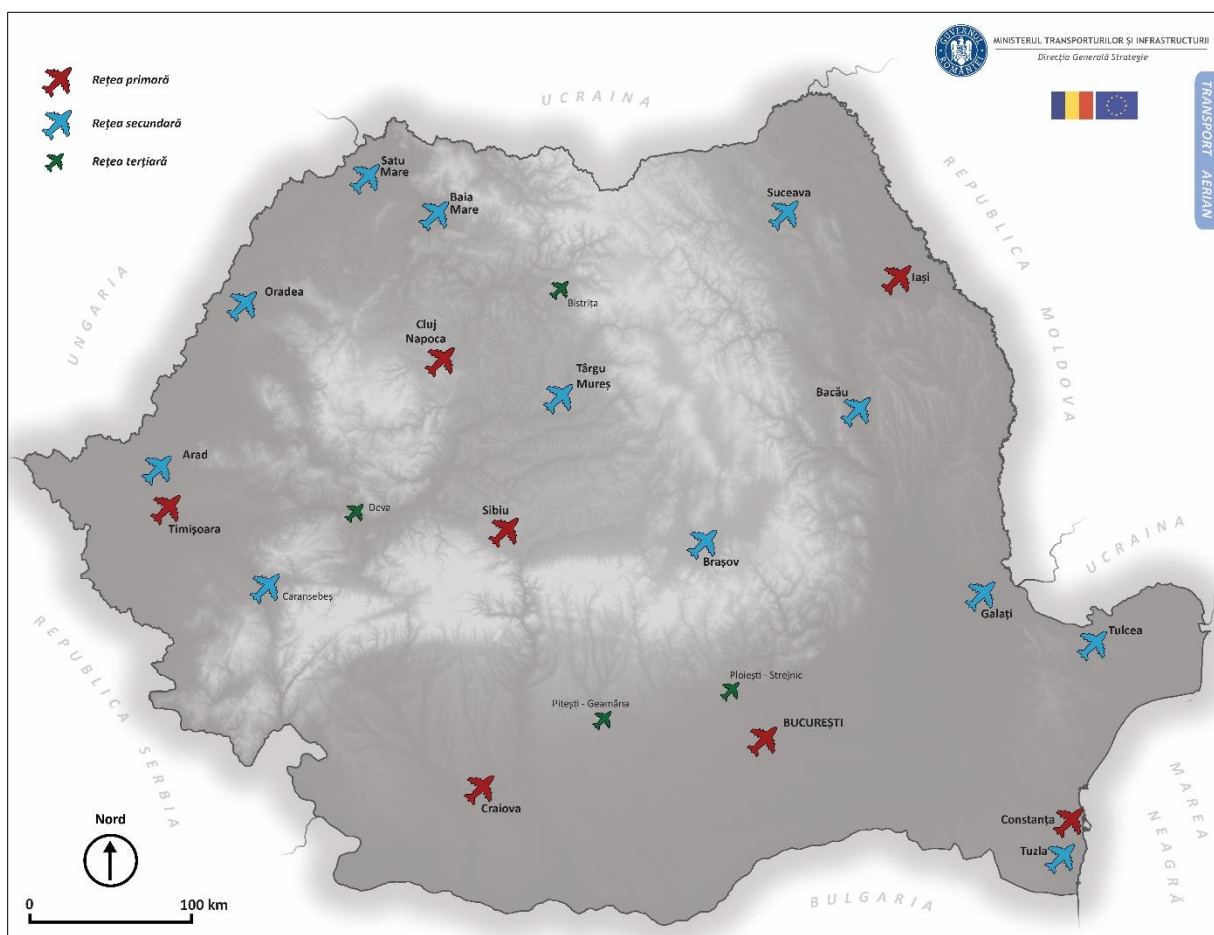 GUVERNUL ROMÂNIEI
MINISTERUL TRANSPORTURILOR ȘI INFRASTRUCTURII
Direcția Generală Strategie
TRANSPORT AERIAN
Rețea primară
Rețea secundară
Rețea terțiară
UCRAINA
Satu
Mare
Baia
Mare
Suceava
REPUBLICA MOLDOVA
Iași
UNGARIA
Oradea
Bistrița
Cluj
Napoca
Târgu
Mureș
Bacău
Arad
Timișoara
Deva
Sibiu
Brașov
UCRAINA
Caransebeș
Galați
Tulcea
REPUBLICA SERBIA
Ploiești - Strejnic
Pitești - Geamăna
BUCUREȘTI
MAREA NEAGRĂ
Craiova
Constanța
Tuzla
BULGARIA
Nord
0
100 km